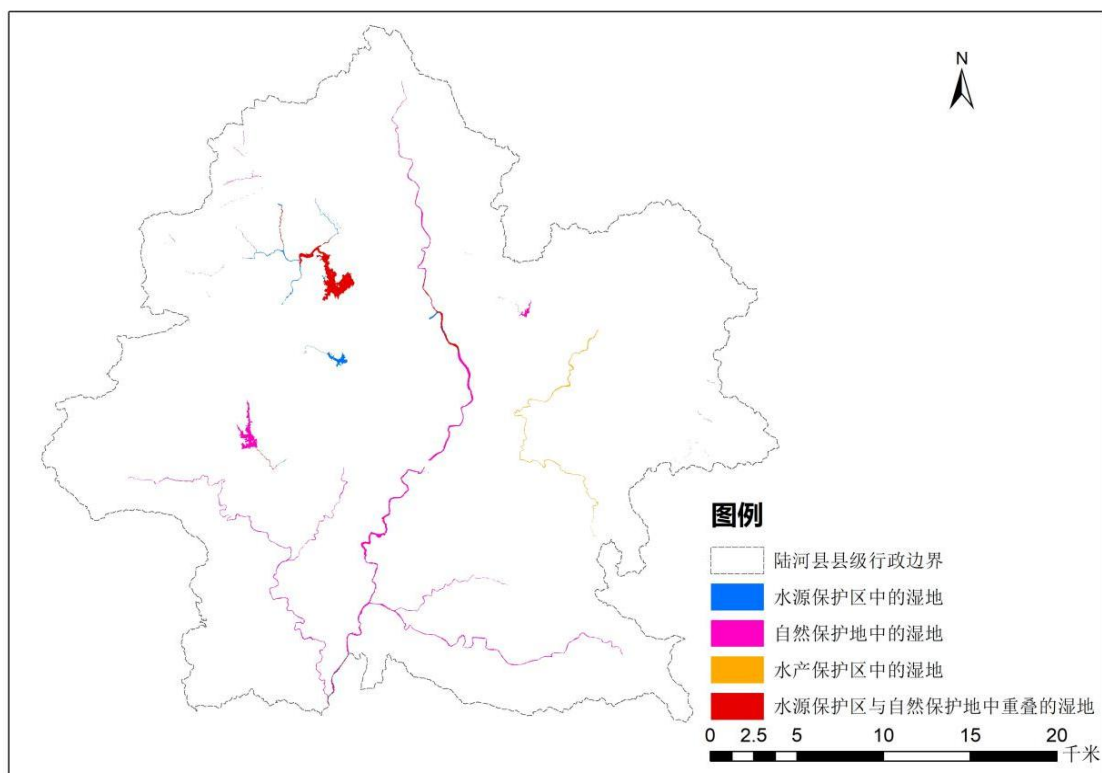 N
图例
陆河县县级行政边界
水源保护区中的湿地
自然保护地中的湿地
水产保护区中的湿地
水源保护区与自然保护地中重叠的湿地
0 2.5 5 10 15 20
千米